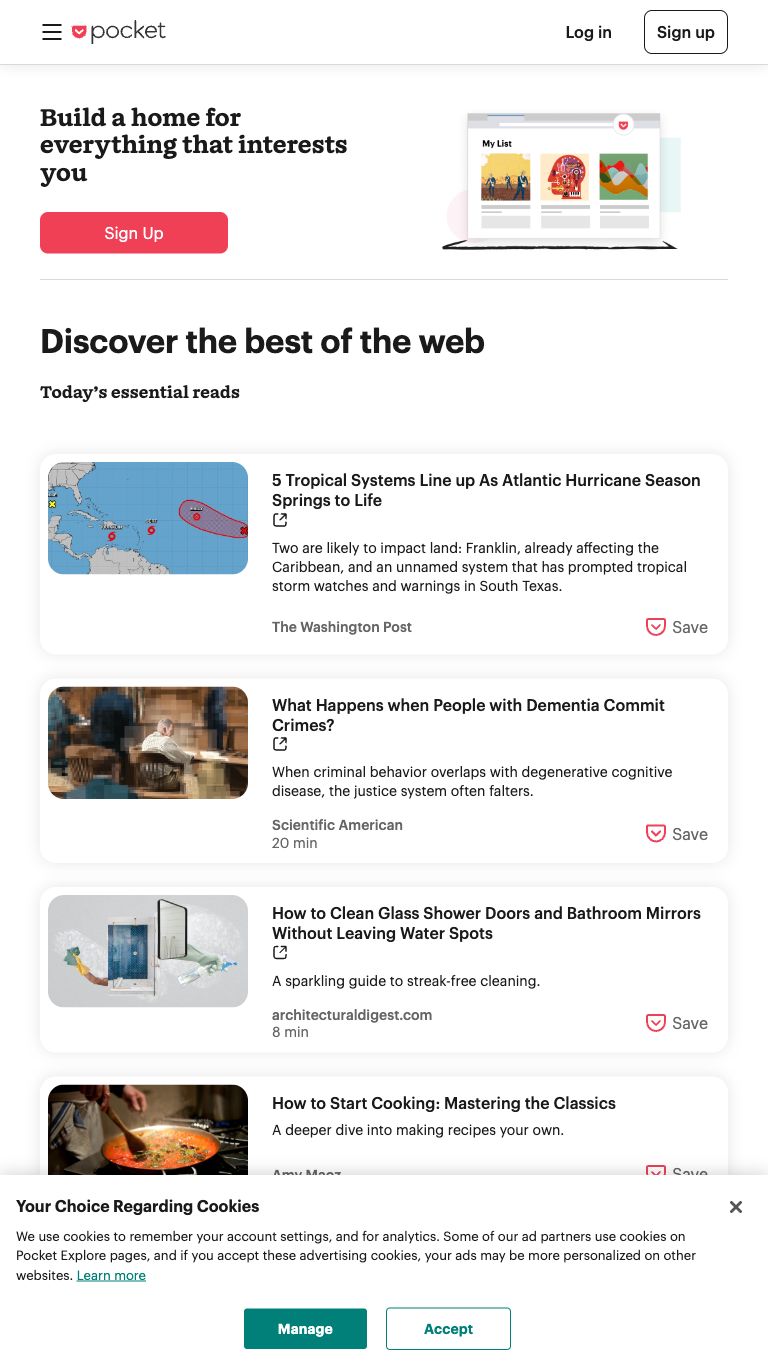 pocket
Log in
Sign up
Build a home for
everything that interests
you
My List
Sign Up
Discover the best of the web
Today's essential reads
5 Tropical Systems Line up As Atlantic Hurricane Season
Springs to Life
Two are likely to impact land: Franklin, already affecting the
Caribbean, and an unnamed system that has prompted tropical
storm watches and warnings in South Texas.
The Washington Post
Save
What Happens when People with Dementia Commit
Crimes?
When criminal behavior overlaps with degenerative cognitive
disease, the justice system often falters.
Scientific American
20 min
Save
How to Clean Glass Shower Doors and Bathroom Mirrors
Without Leaving Water Spots
A sparkling guide to streak-free cleaning.
architecturaldigest.com
8 min
Save
How to Start Cooking: Mastering the Classics
A deeper dive into making recipes your own.
Save
Your Choice Regarding Cookies
We use cookies to remember your account settings, and for analytics. Some of our ad partners use cookies on
Pocket Explore pages, and if you accept these advertising cookies, your ads may be more personalized on other
websites. Learn more
Manage
Accept